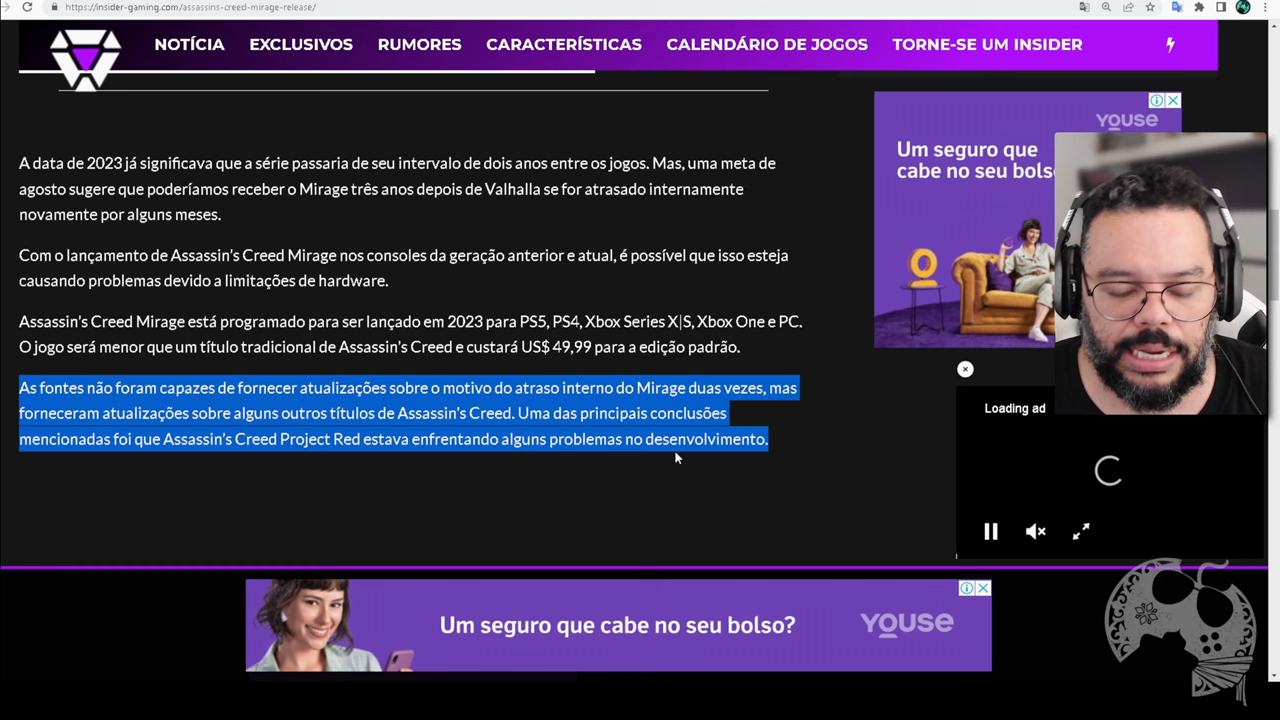 https://insider-gaming.com/assassins-creed-mirage-release/
NOTÍCIA EXCLUSIVOS RUMORES CARACTERÍSTICAS CALENDÁRIO DE JOGOS TORNE-SE UM INSIDER
A data de 2023 já significava que a série passaria de seu intervalo de dois anos entre os jogos. Mas, uma meta de
agosto sugere que poderíamos receber o Mirage três anos depois de Valhalla se for atrasado internamente
novamente por alguns meses.
Com o lançamento de Assassin's Creed Mirage nos consoles da geração anterior e atual, é possível que isso esteja
causando problemas devido a limitações de hardware.
Assassin's Creed Mirage está programado para ser lançado em 2023 para PS5, PS4, Xbox Series X|S, Xbox One e PC.
O jogo será menor que um título tradicional de Assassin's Creed e custará US$ 49,99 para a edição padrão.
As fontes não foram capazes de fornecer atualizações sobre o motivo do atraso interno do Mirage duas vezes, mas
forneceram atualizações sobre alguns outros títulos de Assassin's Creed. Uma das principais conclusões
mencionadas foi que Assassin's Creed Project Red estava enfrentando alguns problemas no desenvolvimento.
YOUSE
Um seguro que
cabe no seu bols
Loading ad
Um seguro que cabe no seu bolso?
YOUSE